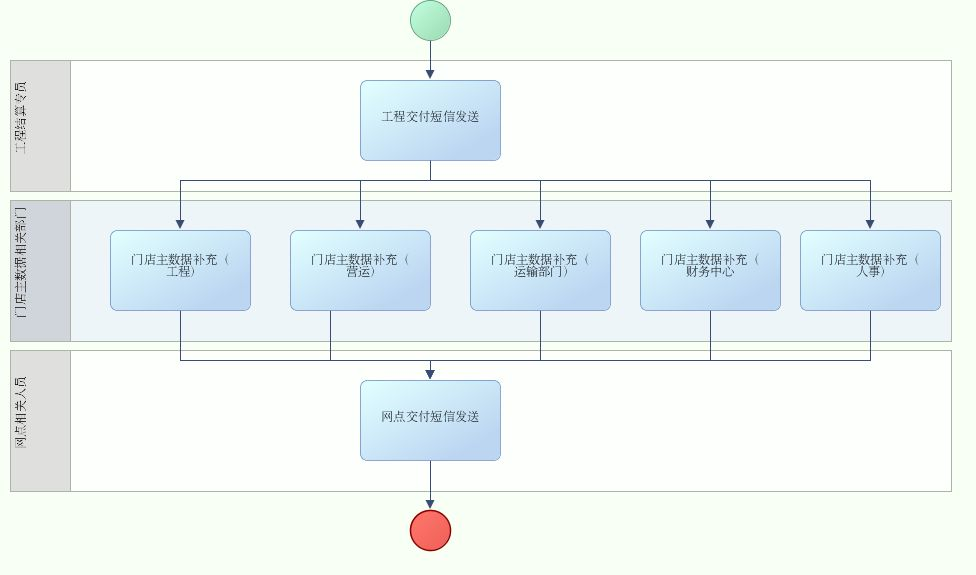 工程结算专员
工程交付短信发送
门店主数据相关部门
门店主数据补充（
工程）
门店主数据补充（
营运）
门店主数据补充（
运输部门）
门店主数据补充（
财务中心
门店主数据补充（
人事）
网点相关人员
网点交付短信发送